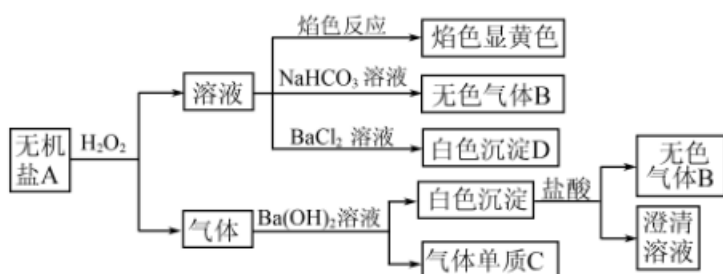 焰色反应
焰色显黄色
NaHCO₃ 溶液
溶液
无色气体B
BaCl₂ 溶液
无机
盐A
H₂O₂
白色沉淀D
无色
气体B
白色沉淀
盐酸
气体
Ba(OH)₂溶液
澄清
溶液
气体单质C